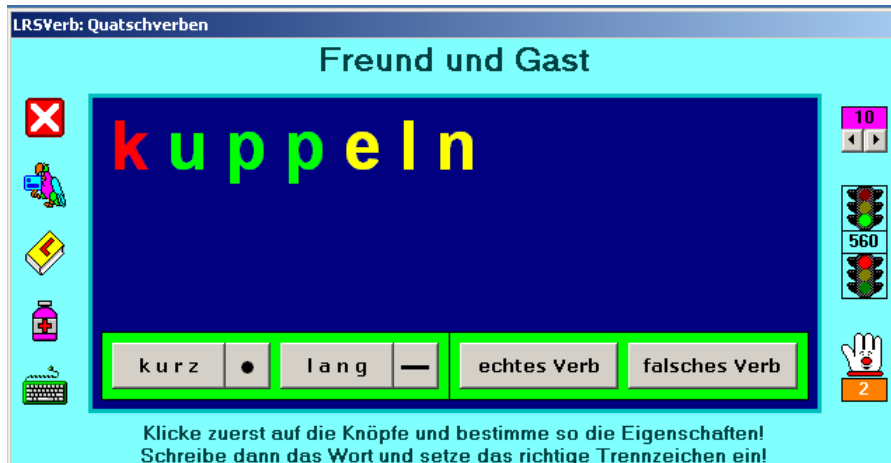 LRSVerb: Quatschverben
Freund und Gast
kuppeln
10
560
kurz lang echtes Verb falsches Verb
2
Klicke zuerst auf die Knöpfe und bestimme so die Eigenschaften!
Schreibe dann das Wort und setze das richtige Trennzeichen ein!